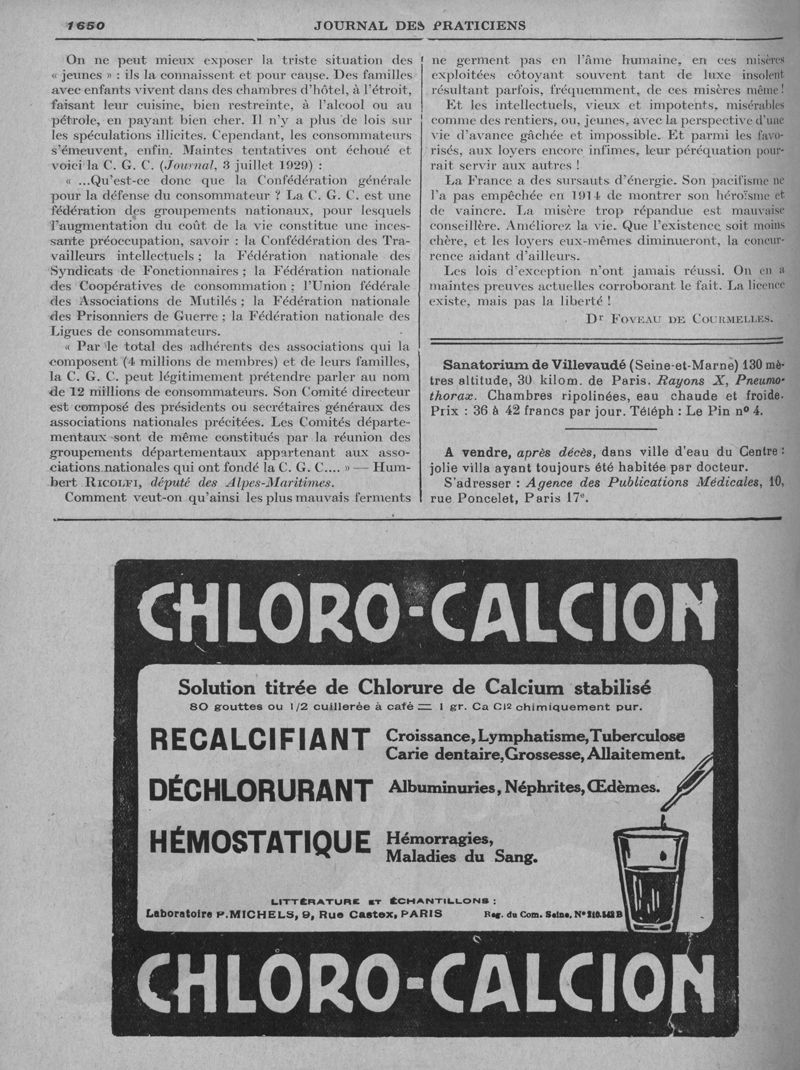 1650
JOURNAL DES PRATICIENS
On ne peut mieux exposer la triste situation des
« jeunes » : ils la connaissent et pour cause. Des familles
avec enfants vivent dans des chambres d'hôtel, à l'étroit,
faisant leur cuisine, bien restreinte, à l'alcool ou au
pétrole, en payant bien cher. Il n'y a plus de lois sur
les spéculations illicites. Cependant, les consommateurs
s'émeuvent, enfin. Maintes tentatives ont échoué et
voici la C. G. C. (Journal, 3 juillet 1929) :
« ...Qu'est-ce donc que la Confédération générale
pour la défense du consommateur ? La C. G. C. est une
fédération des groupements nationaux, pour lesquels
l'augmentation du coût de la vie constitue une inces-
sante préoccupation, savoir : la Confédération des Tra-
vailleurs intellectuels ; la Fédération nationale des
Syndicats de Fonctionnaires ; la Fédération nationale
des Coopératives de consommation ; l'Union fédérale
des Associations de Mutilés ; la Fédération nationale
des Prisonniers de Guerre ; la Fédération nationale des
Ligues de consommateurs.
« Par le total des adhérents des associations qui la
composent (4 millions de membres) et de leurs familles,
la C. G. C. peut légitimement prétendre parler au nom
de 12 millions de consommateurs. Son Comité directeur
est composé des présidents ou secrétaires généraux des
associations nationales précitées. Les Comités départe-
mentaux sont de même constitués par la réunion des
groupements départementaux appartenant aux asso-
ciations nationales qui ont fondé la C. G. C.... » — Hum-
bert RICOLFI, député des Alpes-Maritimes.
Comment veut-on qu'ainsi les plus mauvais ferments
ne germent pas en l'âme humaine, en ces misères
exploitées côtoyant souvent tant de luxe insolent
résultant parfois, fréquemment, de ces misères même !
Et les intellectuels, vieux et impotents, misérables
comme des rentiers, ou, jeunes, avec la perspective d'une
vie d'avance gâchée et impossible. Et parmi les favo-
risés, aux loyers encore infimes, leur péréquation pour-
rait servir aux autres !
La France a des sursauts d'énergie. Son pacifisme ne
l'a pas empêchée en 1914 de montrer son héroïsme et
de vaincre. La misère trop répandue est mauvaise
conseillère. Améliorez la vie. Que l'existence soit moins
chère, et les loyers eux-mêmes diminueront, la concur-
rence aidant d'ailleurs.
Les lois d'exception n'ont jamais réussi. On en a
maintes preuves actuelles corroborant le fait. La licence
existe, mais pas la liberté !
Dr FOVEAU DE COURMELLES.
Sanatorium de Villevaudé (Seine-et-Marne) 130 mè-
tres altitude, 30 kilom. de Paris. Rayons X, Pneumo-
thorax. Chambres ripolinées, eau chaude et froide.
Prix : 36 à 42 francs par jour. Téléph : Le Pin nº 4.
A vendre, après décès, dans ville d'eau du Centre :
jolie villa ayant toujours été habitée par docteur.
S'adresser : Agence des Publications Médicales, 10,
rue Poncelet, Paris 17e.
CHLORO-CALCION
Solution titrée de Chlorure de Calcium stabilisé
80 gouttes ou 1/2 cuillerée à café = 1 gr. Ca Cl2 chimiquement pur.
RECALCIFIANT Croissance, Lymphatisme, Tuberculose
Carie dentaire, Grossesse, Allaitement.
DÉCHLORURANT Albuminuries, Néphrites, Œdèmes.
HÉMOSTATIQUE Hémorragies,
Maladies du Sang.
LITTÉRATURE ET ÉCHANTILLONS :
Laboratoire P. MICHELS, 9, Rue Castex, PARIS Reg. du Com. Seine, Nº 210.542 B
CHLORO-CALCION